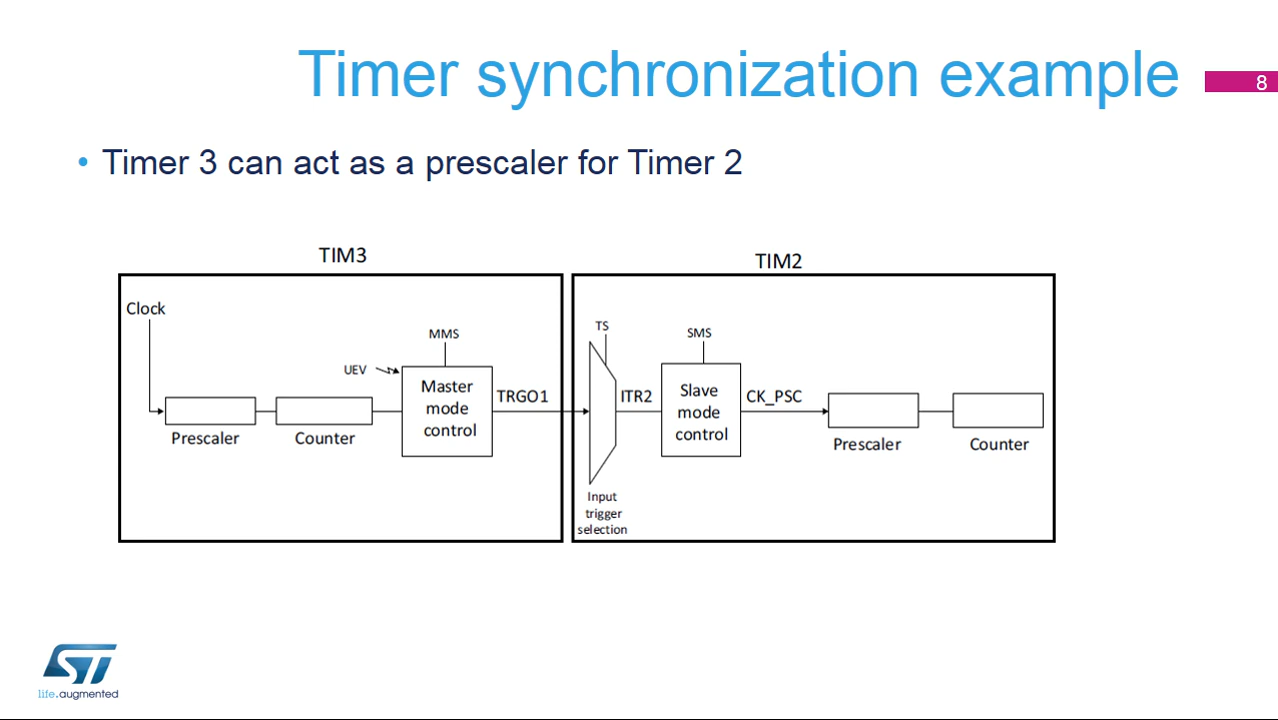 Timer synchronization example
8
• Timer 3 can act as a prescaler for Timer 2
TIM3
Clock
MMS
UEV
Master
mode
control
TRGO1
Prescaler
Counter
TIM2
TS
SMS
ITR2
Slave
mode
control
CK_PSC
Prescaler
Counter
Input
trigger
selection
ST
life.augmented